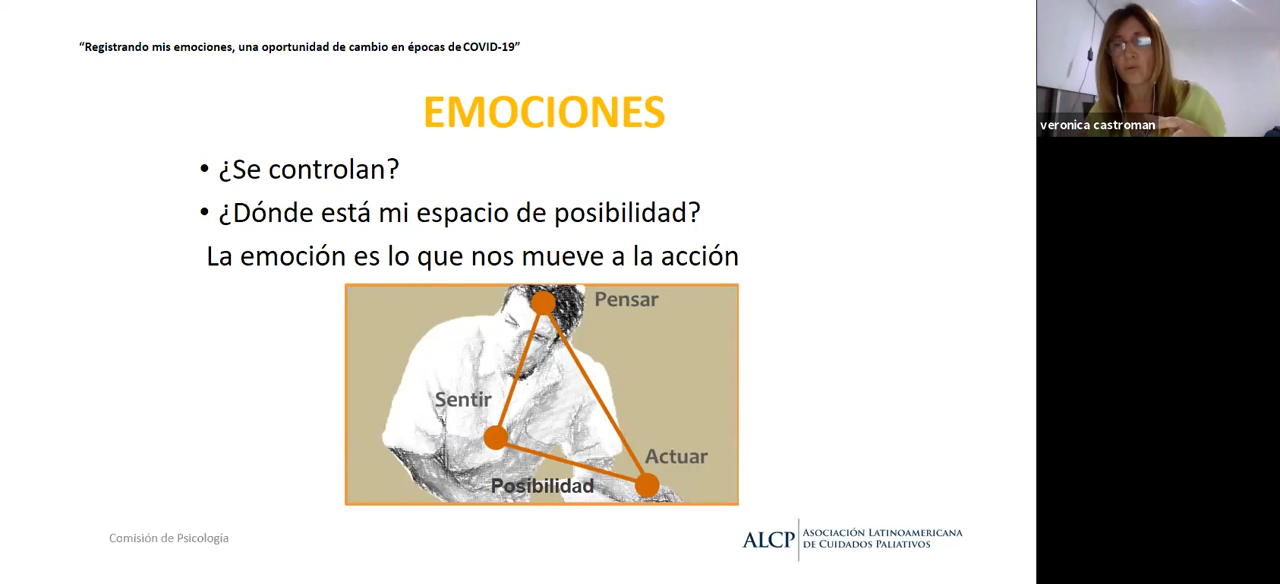 “Registrando mis emociones, una oportunidad de cambio en épocas de COVID-19”
EMOCIONES
• ¿Se controlan?
• ¿Dónde está mi espacio de posibilidad?
La emoción es lo que nos mueve a la acción
Pensar
Sentir
Actuar
Posibilidad
Comisión de Psicología
ALCP
ASOCIACIÓN LATINOAMERICANA
DE CUIDADOS PALIATIVOS
veronica castroman